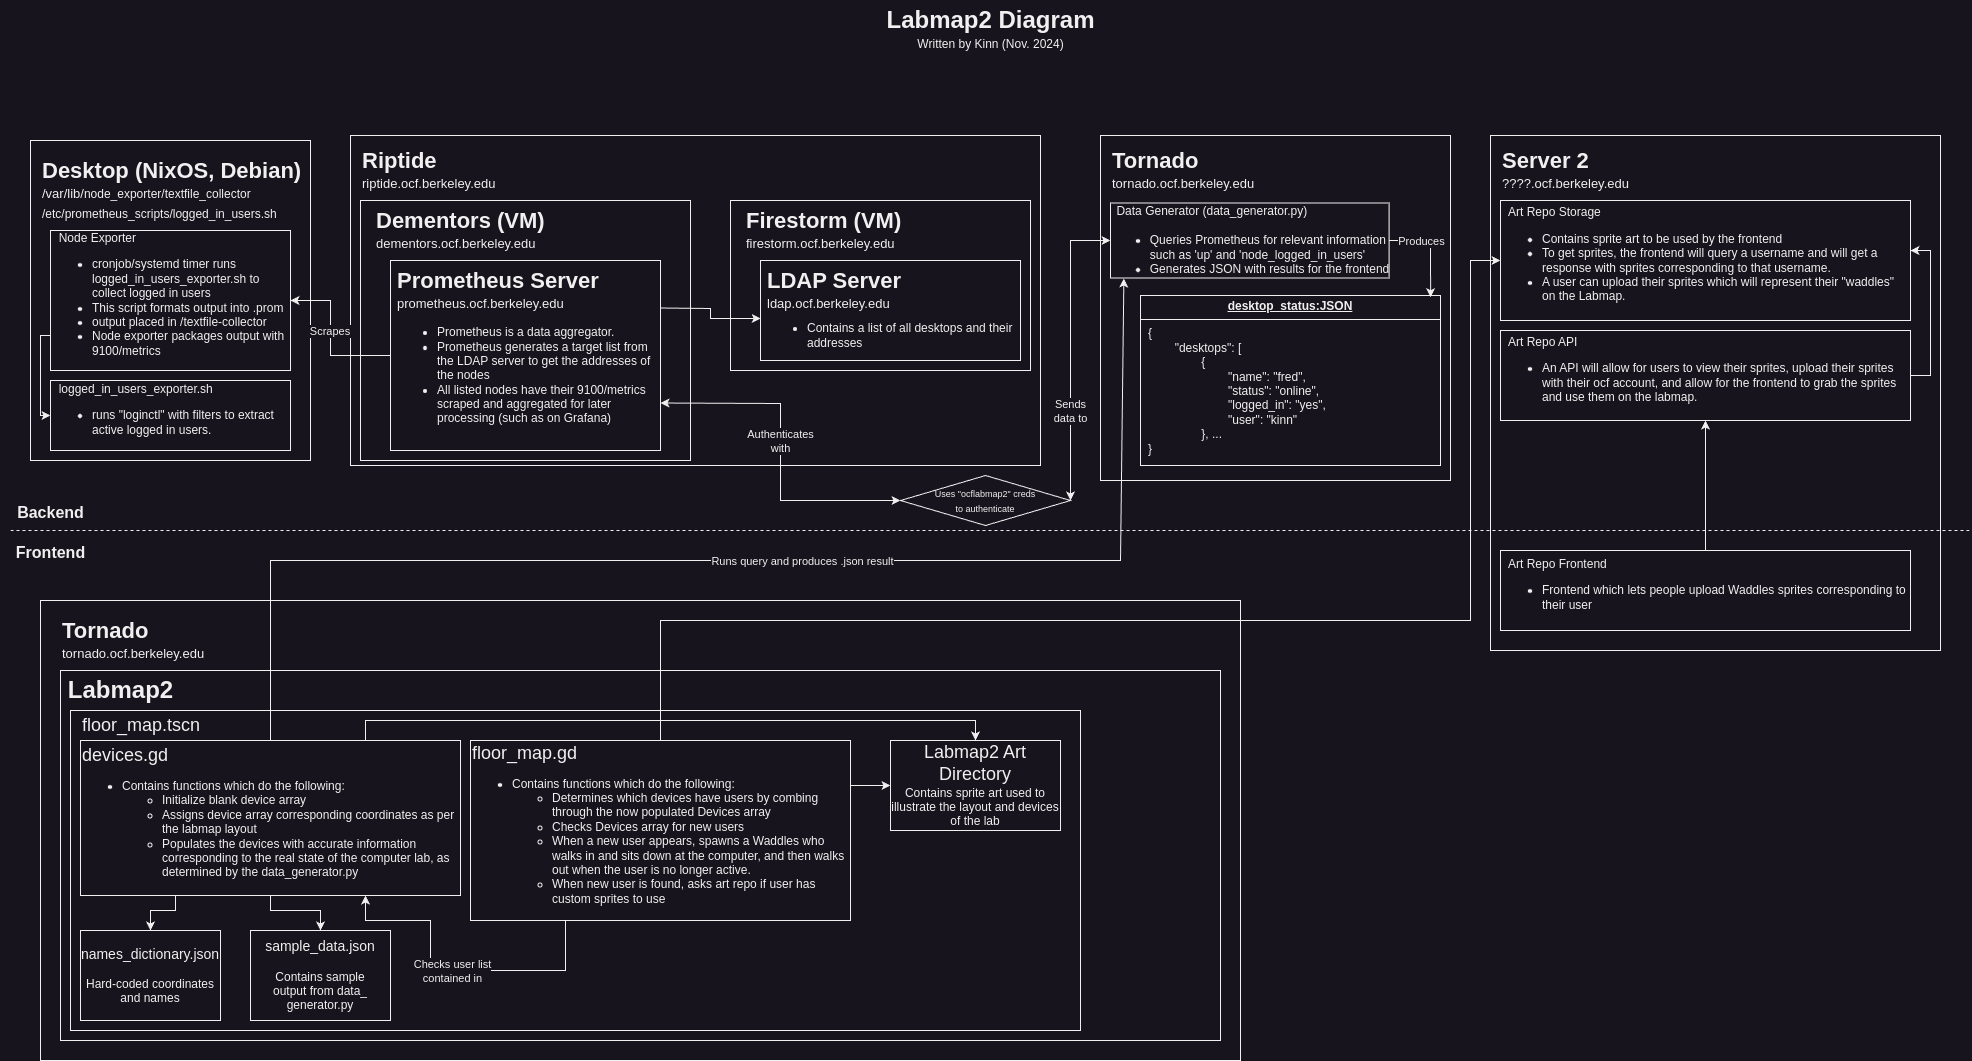 Labmap2 Diagram
Written by Kinn (Nov. 2024)
Desktop (NixOS, Debian)
/var/lib/node_exporter/textfile_collector
/etc/prometheus_scripts/logged_in_users.sh
Node Exporter
cronjob/systemd timer runs
logged_in_users_exporter.sh to
collect logged in users
This script formats output into .prom
output placed in /textfile-collector
Node exporter packages output with
9100/metrics
logged_in_users_exporter.sh
runs "loginctl" with filters to extract
active logged in users.
Scrapes
Riptide
riptide.ocf.berkeley.edu
Dementors (VM)
dementors.ocf.berkeley.edu
Prometheus Server
prometheus.ocf.berkeley.edu
Prometheus is a data aggregator.
Prometheus generates a target list from
the LDAP server to get the addresses of
the nodes
All listed nodes have their 9100/metrics
scraped and aggregated for later
processing (such as on Grafana)
Firestorm (VM)
firestorm.ocf.berkeley.edu
LDAP Server
ldap.ocf.berkeley.edu
Contains a list of all desktops and their
addresses
Authenticates
with
Uses "ocflabmap2" creds
to authenticate
Sends
data to
Tornado
tornado.ocf.berkeley.edu
Data Generator (data_generator.py)
Queries Prometheus for relevant information
such as 'up' and 'node_logged_in_users'
Generates JSON with results for the frontend
Produces
desktop_status:JSON
{
"desktops": [
{
"name": "fred",
"status": "online",
"logged_in": "yes",
"user": "kinn"
}, ...
}
Server 2
????.ocf.berkeley.edu
Art Repo Storage
Contains sprite art to be used by the frontend
To get sprites, the frontend will query a username and will get a
response with sprites corresponding to that username.
A user can upload their sprites which will represent their "waddles"
on the Labmap.
Art Repo API
An API will allow for users to view their sprites, upload their sprites
with their ocf account, and allow for the frontend to grab the sprites
and use them on the labmap.
Art Repo Frontend
Frontend which lets people upload Waddles sprites corresponding to
their user
Backend
Frontend
Runs query and produces .json result
Tornado
tornado.ocf.berkeley.edu
Labmap2
floor_map.tscn
devices.gd
Contains functions which do the following:
Initialize blank device array
Assigns device array corresponding coordinates as per
the labmap layout
Populates the devices with accurate information
corresponding to the real state of the computer lab, as
determined by the data_generator.py
floor_map.gd
Contains functions which do the following:
Determines which devices have users by combing
through the now populated Devices array
Checks Devices array for new users
When a new user appears, spawns a Waddles who
walks in and sits down at the computer, and then walks
out when the user is no longer active.
When new user is found, asks art repo if user has
custom sprites to use
Labmap2 Art
Directory
Contains sprite art used to
illustrate the layout and devices
of the lab
names_dictionary.json
Hard-coded coordinates
and names
sample_data.json
Contains sample
output from data_
generator.py
Checks user list
contained in